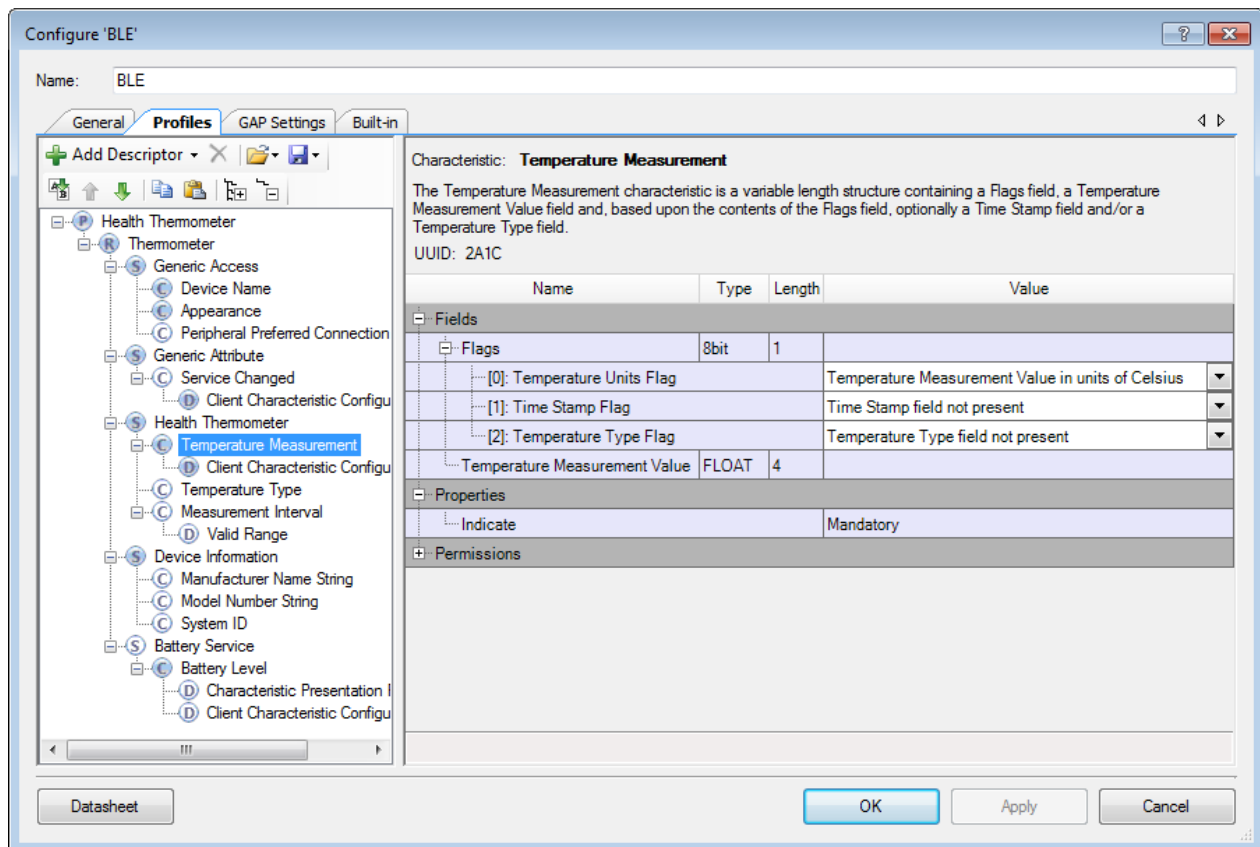 Configure 'BLE'
Name: BLE
General Profiles GAP Settings Built-in
Add Descriptor
Health Thermometer
Thermometer
Generic Access
Device Name
Appearance
Peripheral Preferred Connection
Generic Attribute
Service Changed
Client Characteristic Configu
Health Thermometer
Temperature Measurement
Client Characteristic Configu
Temperature Type
Measurement Interval
Valid Range
Device Information
Manufacturer Name String
Model Number String
System ID
Battery Service
Battery Level
Characteristic Presentation
Client Characteristic Configu
Characteristic: Temperature Measurement
The Temperature Measurement characteristic is a variable length structure containing a Flags field, a Temperature
Measurement Value field and, based upon the contents of the Flags field, optionally a Time Stamp field and/or a
Temperature Type field.
UUID: 2A1C
Name Type Length Value
Fields
Flags 8bit 1
[0]: Temperature Units Flag Temperature Measurement Value in units of Celsius
[1]: Time Stamp Flag Time Stamp field not present
[2]: Temperature Type Flag Temperature Type field not present
Temperature Measurement Value FLOAT 4
Properties
Indicate Mandatory
Permissions
Datasheet OK Apply Cancel